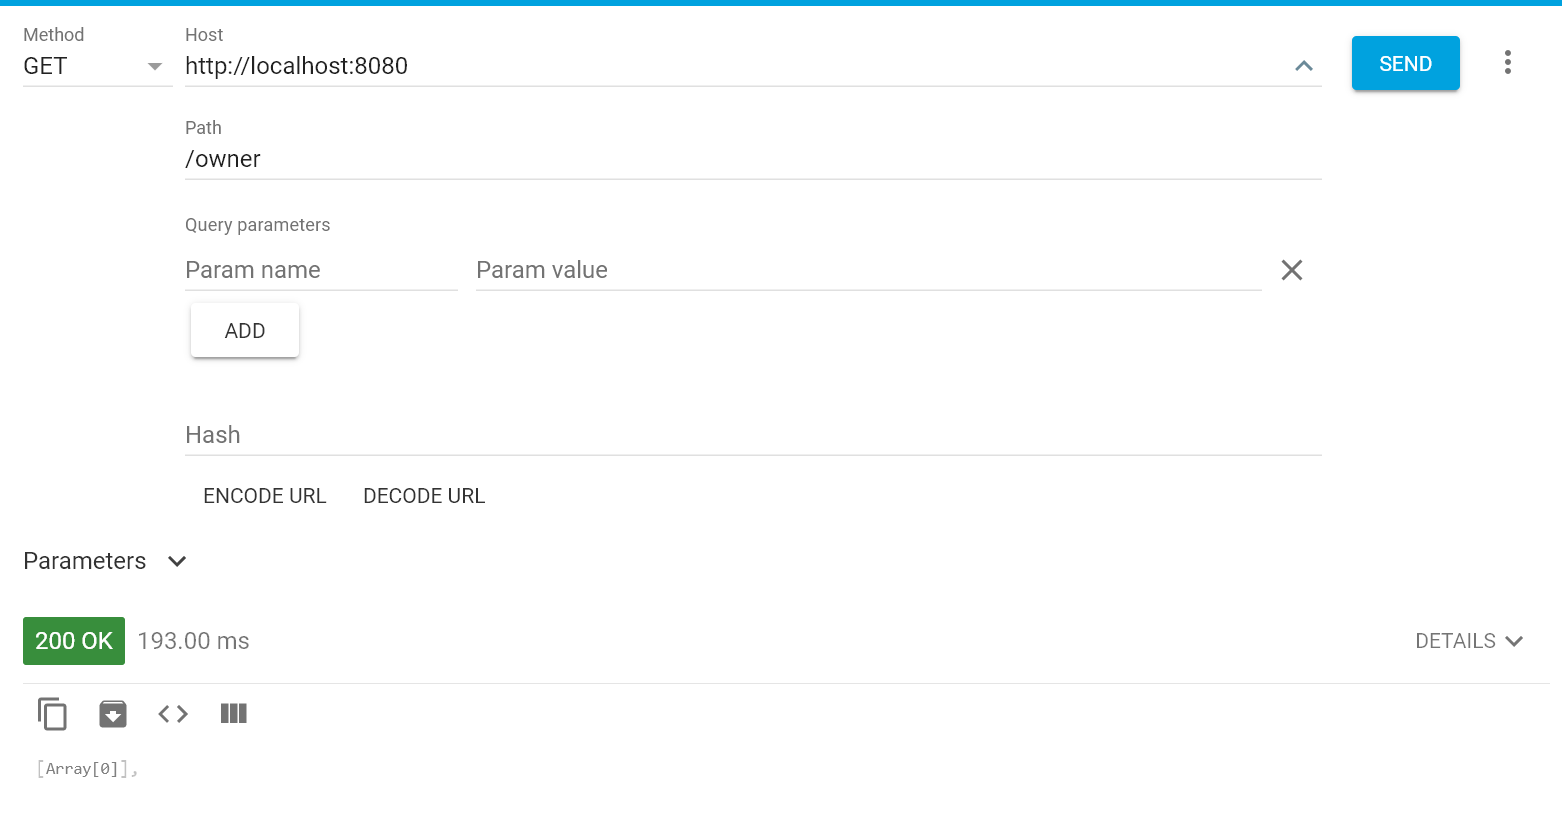 Method
Host
GET
http://localhost:8080
SEND
Path
/owner
Query parameters
Param name
Param value
ADD
Hash
ENCODE URL
DECODE URL
Parameters
200 OK
193.00 ms
DETAILS
[Array[0]],